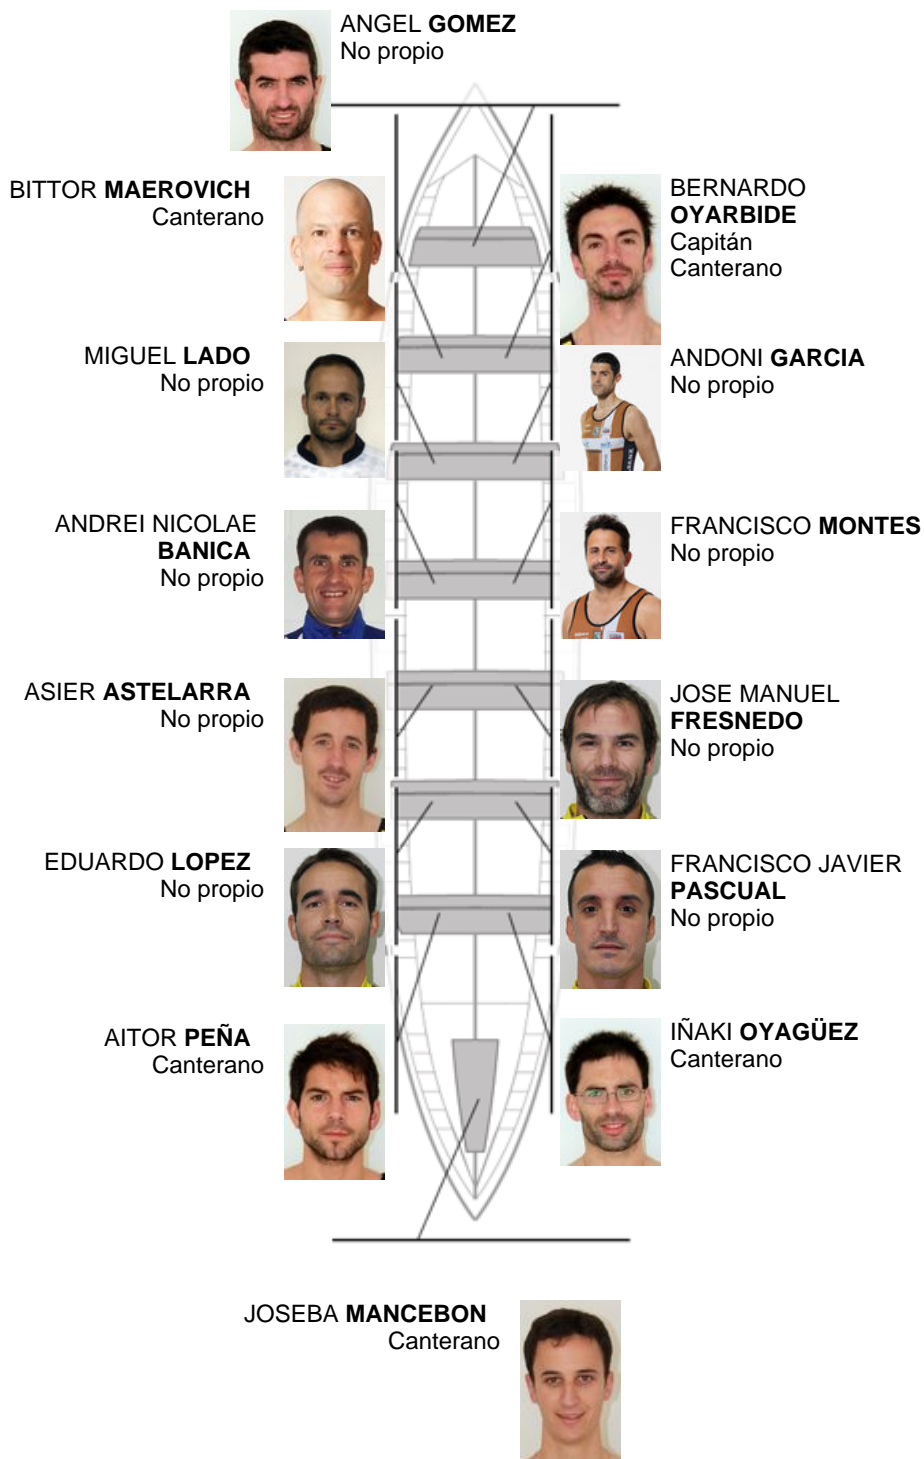 ANGEL GOMEZ
No propio
BITTOR MAEROVICH
Canterano
BERNARDO
OYARBIDE
Capitán
Canterano
MIGUEL LADO
No propio
ANDONI GARCIA
No propio
ANDREI NICOLAE
BANICA
No propio
FRANCISCO MONTES
No propio
ASIER ASTELARRA
No propio
JOSE MANUEL
FRESNEDO
No propio
EDUARDO LOPEZ
No propio
FRANCISCO JAVIER
PASCUAL
No propio
AITOR PEÑA
Canterano
IÑAKI OYAGÜEZ
Canterano
JOSEBA MANCEBON
Canterano